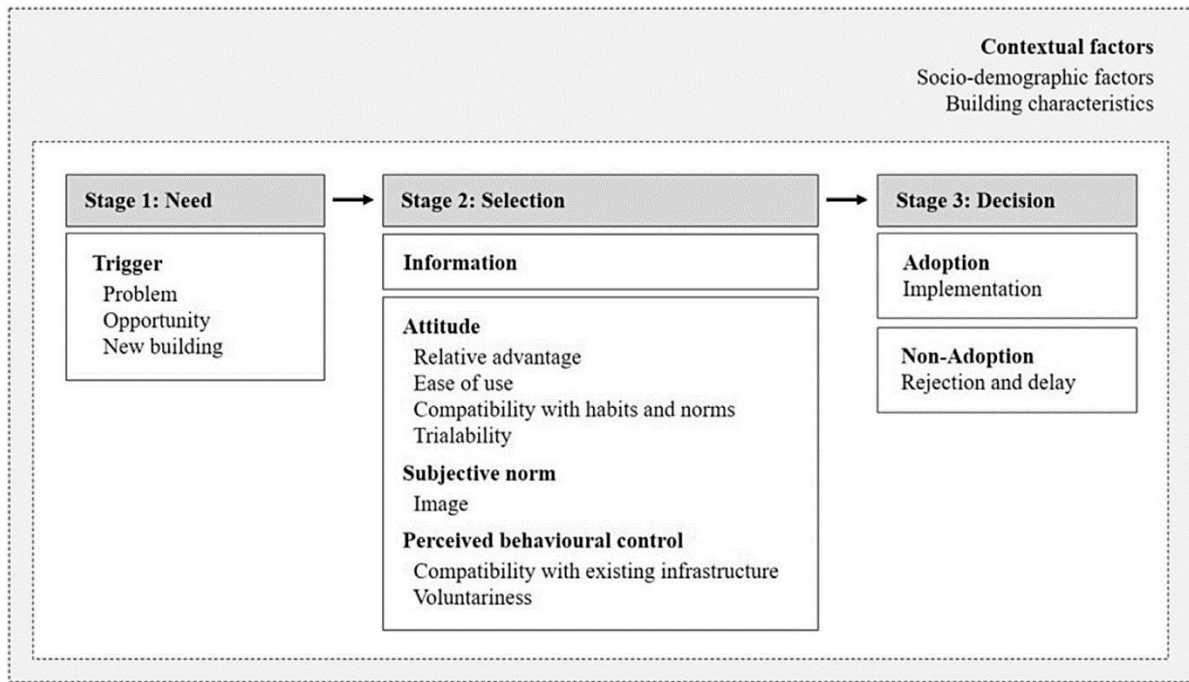 Contextual factors
Socio-demographic factors
Building characteristics
Stage 1: Need
Trigger
Problem
Opportunity
New building
Stage 2: Selection
Information
Attitude
Relative advantage
Ease of use
Compatibility with habits and norms
Trialability
Subjective norm
Image
Perceived behavioural control
Compatibility with existing infrastructure
Voluntariness
Stage 3: Decision
Adoption
Implementation
Non-Adoption
Rejection and delay